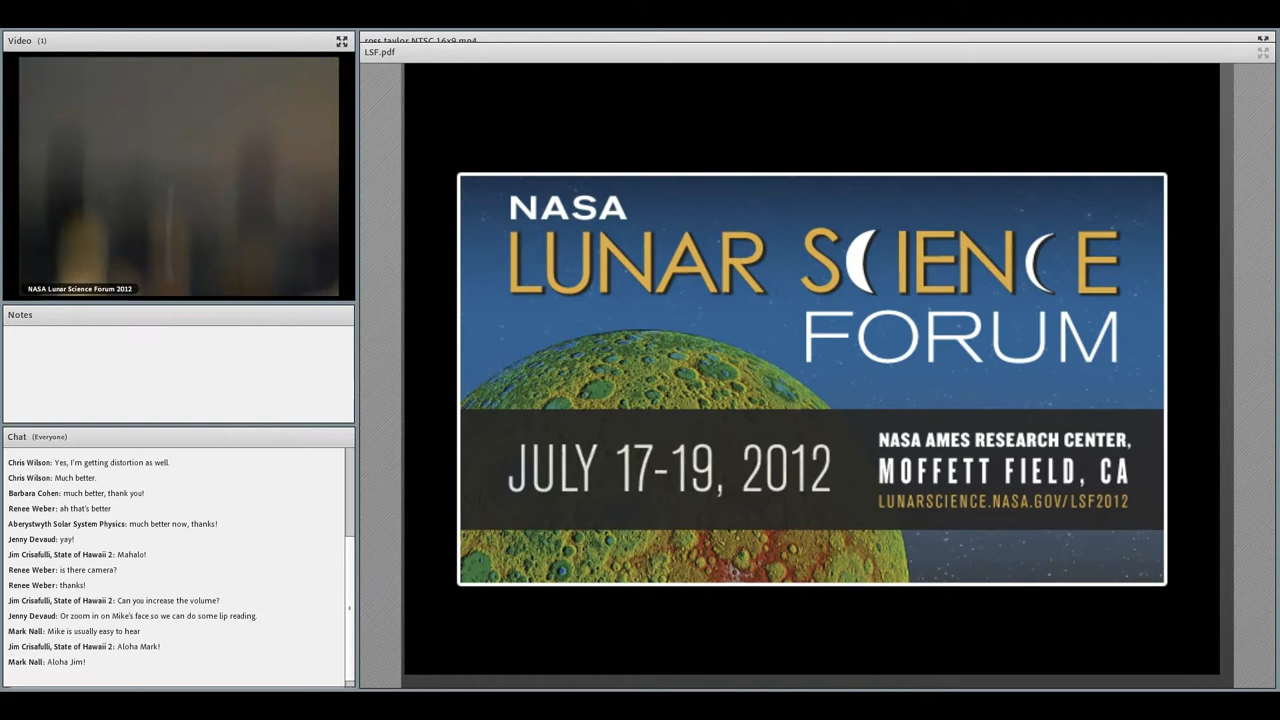 Video (1)
NASA Lunar Science Forum 2012
Notes
Chat (Everyone)
Chris Wilson: Yes, I'm getting distortion as well.
Chris Wilson: Much better.
Barbara Cohen: much better, thank you!
Renee Weber: ah that's better
Aberystwyth Solar System Physics: much better now, thanks!
Jenny Devaud: yay!
Jim Crisafulli, State of Hawaii 2: Mahalo!
Renee Weber: is there camera?
Renee Weber: thanks!
Jim Crisafulli, State of Hawaii 2: Can you increase the volume?
Jenny Devaud: Or zoom in on Mike's face so we can do some lip reading.
Mark Nall: Mike is usually easy to hear
Jim Crisafulli, State of Hawaii 2: Aloha Mark!
Mark Nall: Aloha Jim!
ross taylor NTSC 16x9.mp4
LSF.pdf
NASA
LUNAR SCIENCE
FORUM
JULY 17-19, 2012
NASA AMES RESEARCH CENTER,
MOFFETT FIELD, CA
LUNARSCIENCE.NASA.GOV/LSF2012